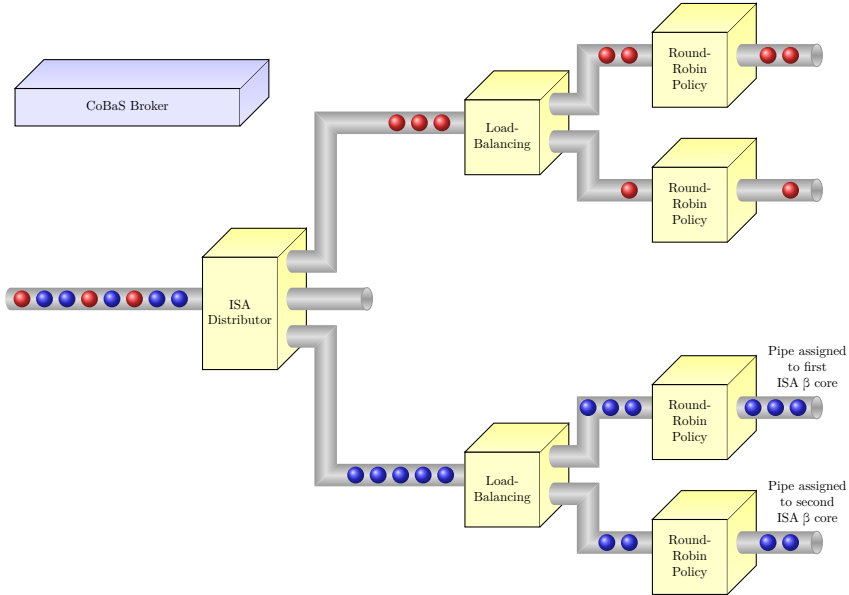 Round-
Robin
Policy
CoBaS Broker
Load-
Balancing
Round-
Robin
Policy
ISA
Distributor
Pipe assigned
to first
ISA β core
Round-
Robin
Policy
Load-
Balancing
Pipe assigned
to second
ISA β core
Round-
Robin
Policy